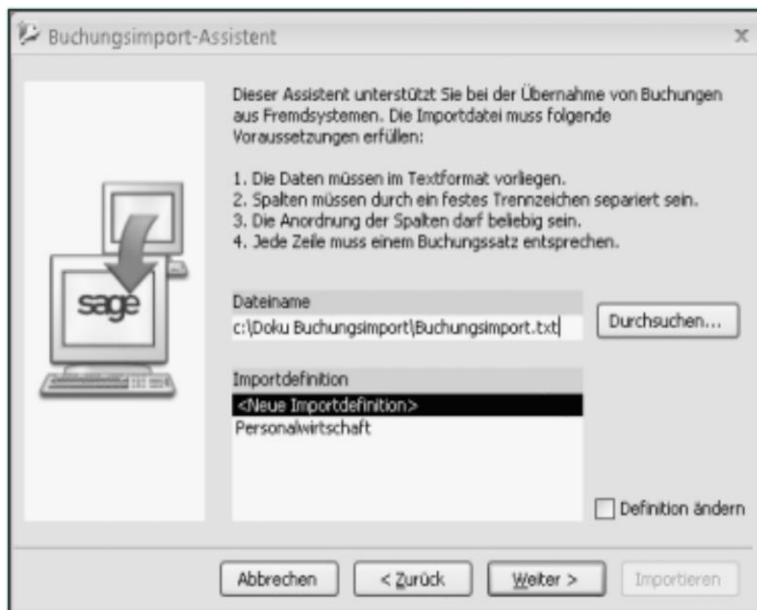 Buchungsimport-Assistent
Dieser Assistent unterstützt Sie bei der Übernahme von Buchungen
aus Fremdsystemen. Die Importdatei muss folgende
Voraussetzungen erfüllen:
1. Die Daten müssen im Textformat vorliegen.
2. Spalten müssen durch ein festes Trennzeichen separiert sein.
3. Die Anordnung der Spalten darf beliebig sein.
4. Jede Zeile muss einem Buchungssatz entsprechen.
sage
Dateiname
c:\Doku Buchungsimport\Buchungsimport.txt
Durchsuchen...
Importdefinition
<Neue Importdefinition>
Personalwirtschaft
Definition ändern
Abbrechen
< Zurück
Weiter >
Importieren